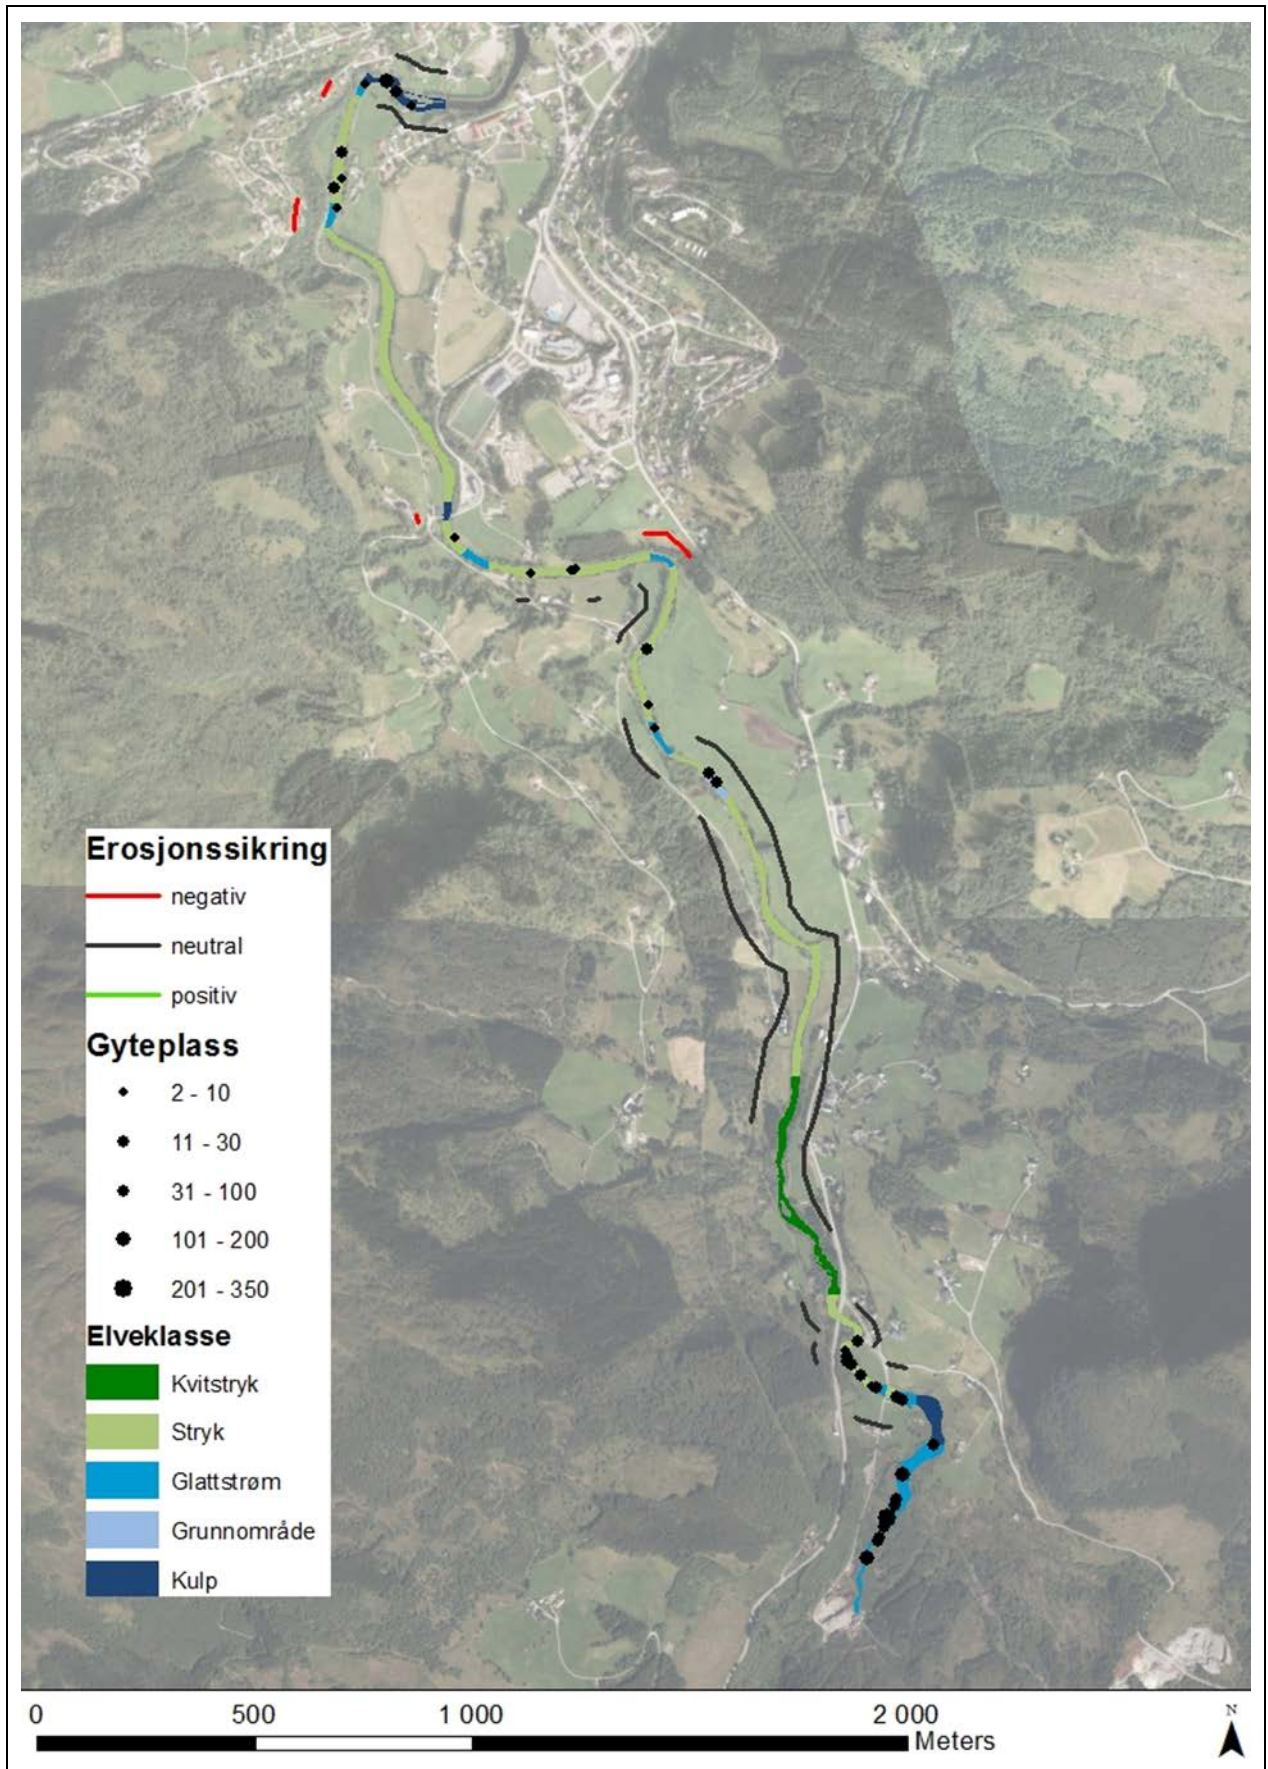 Erosjonssikring
negativ
neutral
positiv
Gyteplass
2 - 10
11 - 30
31 - 100
101 - 200
201 - 350
Elveklasse
Kvitstryk
Stryk
Glattstrøm
Grunnområde
Kulp
0 500 1 000 2 000
Meters
N